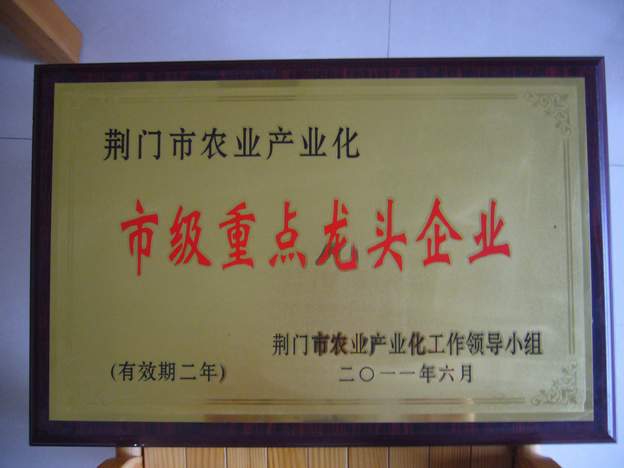 荆门市农业产业化
市级重点龙头企业
荆门市农业产业化工作领导小组
(有效期二年)
二〇一一年六月